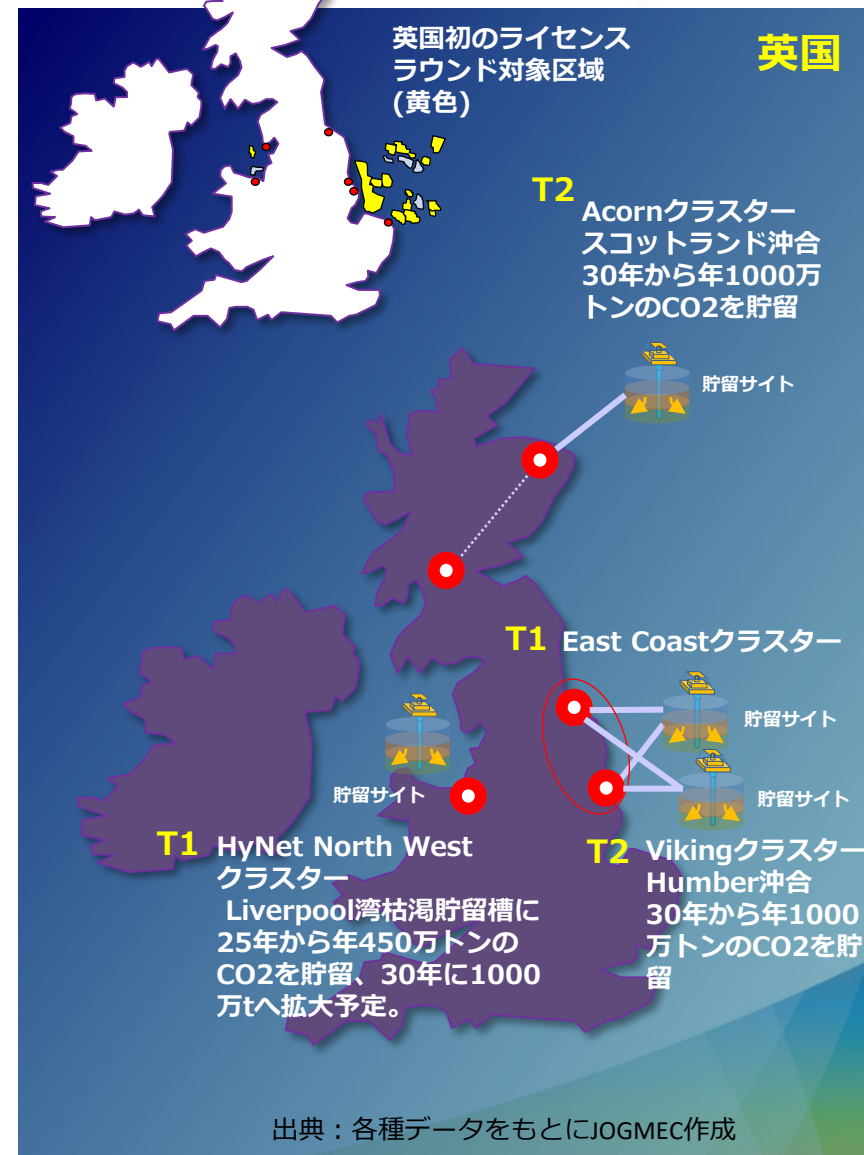 英国初のライセンス
ラウンド対象区域
(黄色)
英国
T2
Acornクラスター
スコットランド沖合
30年から年1000万
トンのCO2を貯留
貯留サイト
T1
East Coastクラスター
貯留サイト
貯留サイト
貯留サイト
T1
HyNet North West
クラスター
Liverpool湾枯渇貯留槽に
25年から年450万トンの
CO2を貯留、30年に1000
万tへ拡大予定。
T2
Vikingクラスター
Humber沖合
30年から年1000
万トンのCO2を貯
留
出典：各種データをもとにJOGMEC作成